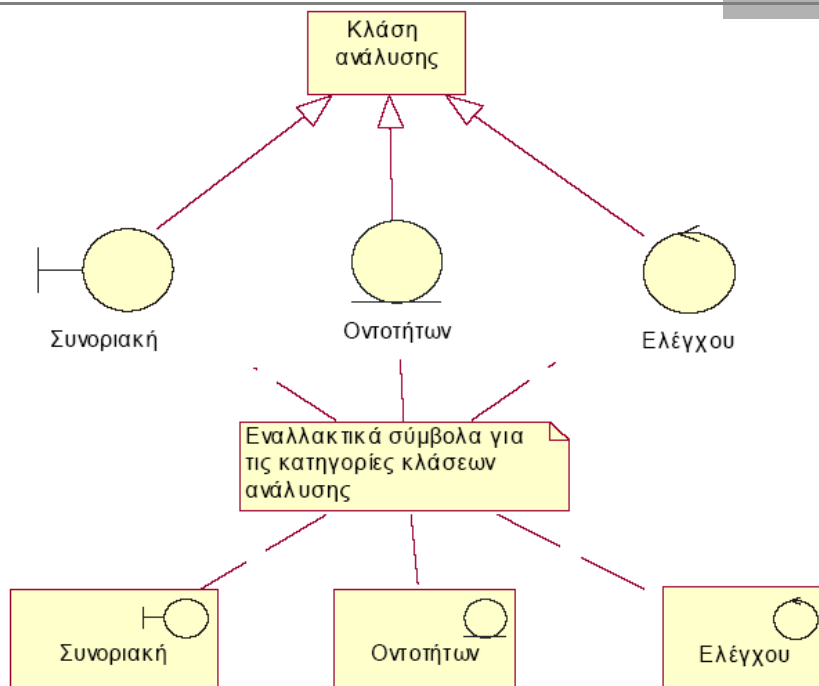 Κλάση
ανάλυσης
Συνοριακή
Οντοτήτων
Ελέγχου
Εναλλακτικά σύμβολα για
τις κατηγορίες κλάσεων
ανάλυσης
Συνοριακή
Οντοτήτων
Ελέγχου